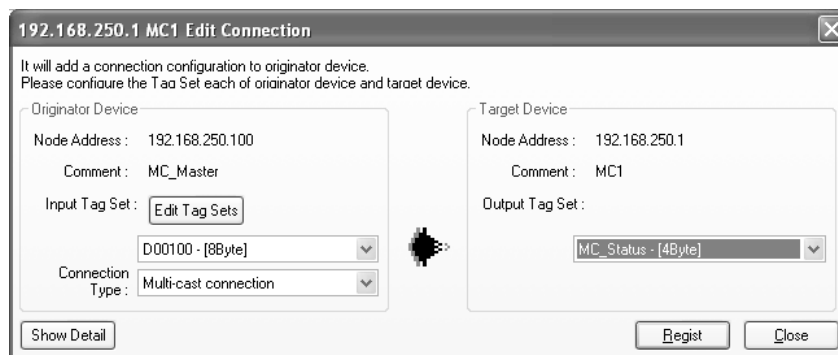 192.168.250.1 MC1 Edit Connection
It will add a connection configuration to originator device.
Please configure the Tag Set each of originator device and target device.
Originator Device
Node Address : 192.168.250.100
Comment : MC_Master
Input Tag Set : Edit Tag Sets
D00100 - [8Byte]
Connection Type : Multi-cast connection
Target Device
Node Address : 192.168.250.1
Comment : MC1
Output Tag Set :
MC_Status - [4Byte]
Show Detail
Regist
Close